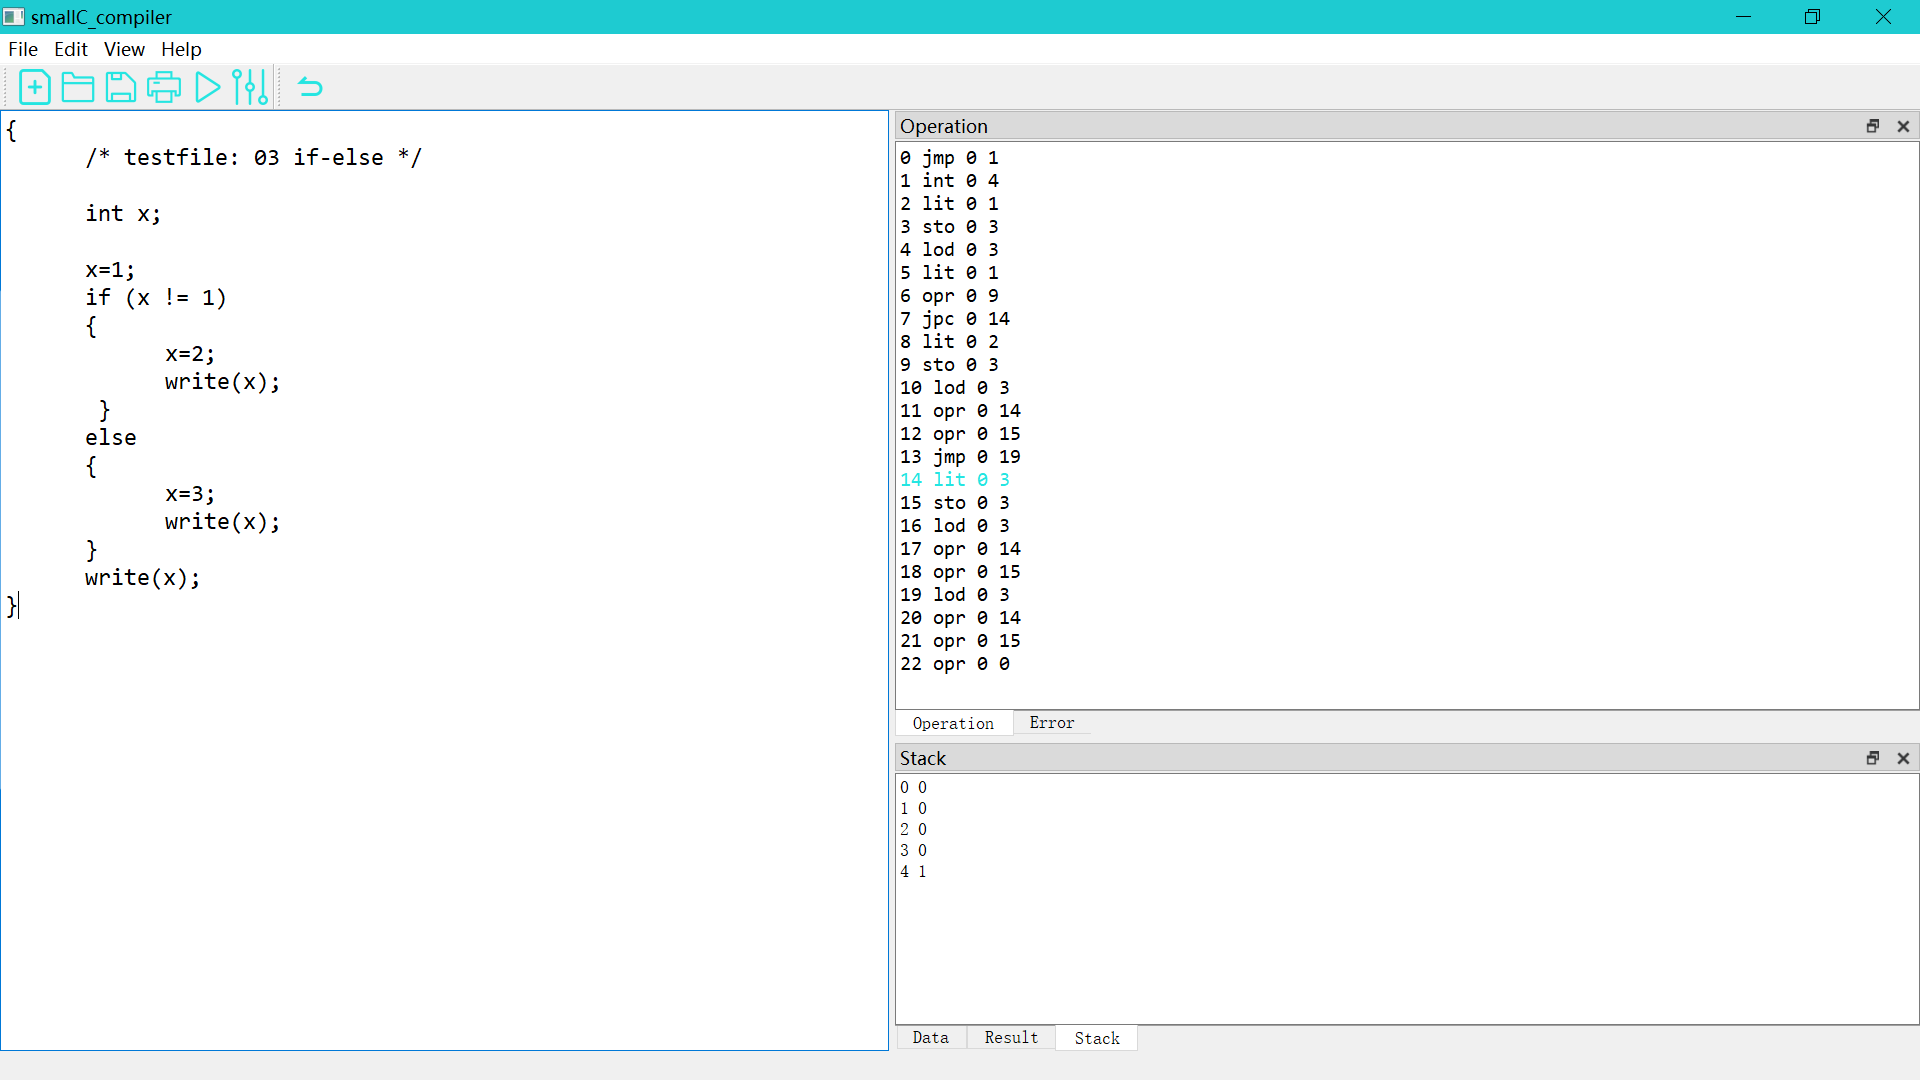 smallC_compiler
File Edit View Help
{
/* testfile: 03 if-else */
int x;
x=1;
if (x != 1)
{
x=2;
write(x);
}
else
{
x=3;
write(x);
}
write(x);
}
Operation
0 jmp 0 1
1 int 0 4
2 lit 0 1
3 sto 0 3
4 lod 0 3
5 lit 0 1
6 opr 0 9
7 jpc 0 14
8 lit 0 2
9 sto 0 3
10 lod 0 3
11 opr 0 14
12 opr 0 15
13 jmp 0 19
14 lit 0 3
15 sto 0 3
16 lod 0 3
17 opr 0 14
18 opr 0 15
19 lod 0 3
20 opr 0 14
21 opr 0 15
22 opr 0 0
Operation Error
Stack
0 0
1 0
2 0
3 0
4 1
Data Result Stack